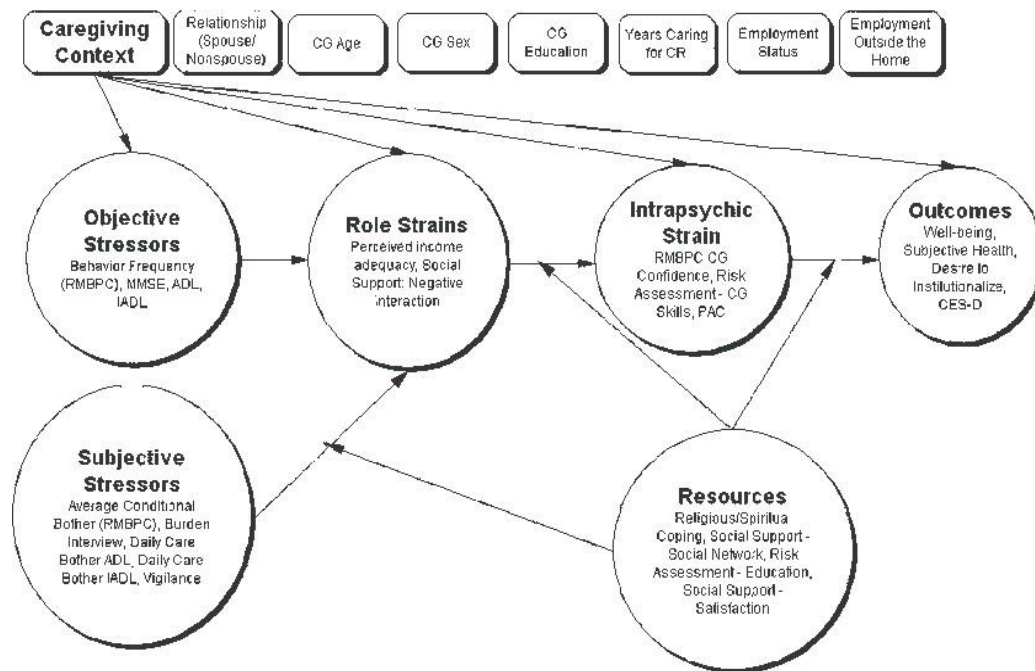 Caregiving
Context
Relationship
(Spouse/
Nonspouse)
CG Age
CG Sex
CG
Education
Years Caring
for CR
Employment
Status
Employment
Outside the
Home
Objective
Stressors
Behavior Frequency
(RMBPC), MMSE, ADL,
IADL
Role Strains
Perceived income
adequacy, Social
Support: Negative
Interaction
Intrapsychic
Strain
RMBPC CG
Confidence, Risk
Assessment - CG
Skills, PAC
Outcomes
Well-being,
Subjective Health,
Desire to
Institutionalize,
CES-D
Subjective
Stressors
Average Conditional
Bother (RMBPC), Burden
Interview, Daily Care
Bother ADL, Daily Care
Bother IADL, Vigilance
Resources
Religious/Spiritua
Coping, Social Support -
Social Network, Risk
Assessment - Education,
Social Support -
Satisfaction